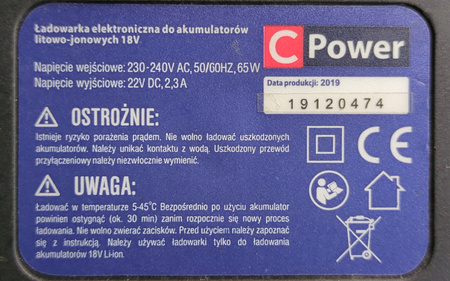 Ładowarka elektroniczna do akumulatorów
litowo-jonowych 18V
C Power
Napięcie wejściowe: 230-240V AC, 50/60HZ, 65W
Napięcie wyjściowe: 22V DC, 2,3A
Data produkcji: 2019
19120474
OSTROŻNIE:
Istnieje ryzyko porażenia prądem. Nie wolno ładować uszkodzonych
akumulatorów. Należy unikać kontaktu z wodą. Uszkodzony przewód
przyłączeniowy należy niezwłocznie wymienić.
CE
UWAGA:
Ładować w temperaturze 5-45°C Bezpośrednio po użyciu akumulator
powinien ostygnąć (ok. 30 min) zanim rozpocznie się nowy proces
ładowania. Nie wolno zwierać zacisków. Przed użyciem należy zapoznać
się z instrukcją. Należy używać ładowarki tylko do ładowania
akumulatorów 18V Li-ion.